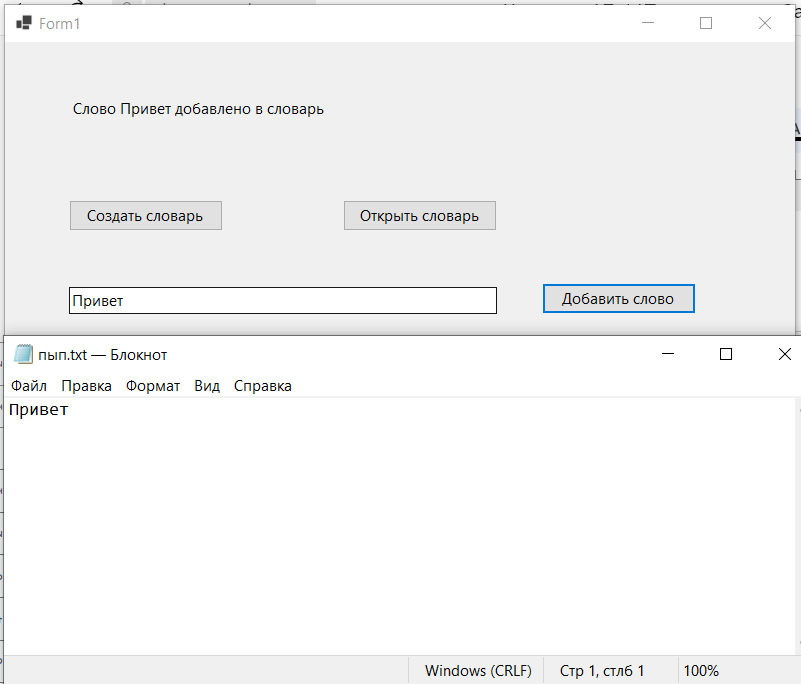 Form1
Слово Привет добавлено в словарь
Создать словарь
Открыть словарь
Привет
Добавить слово
пып.txt — Блокнот
Файл Правка Формат Вид Справка
Привет
Windows (CRLF) Стр 1, стлб 1 100%